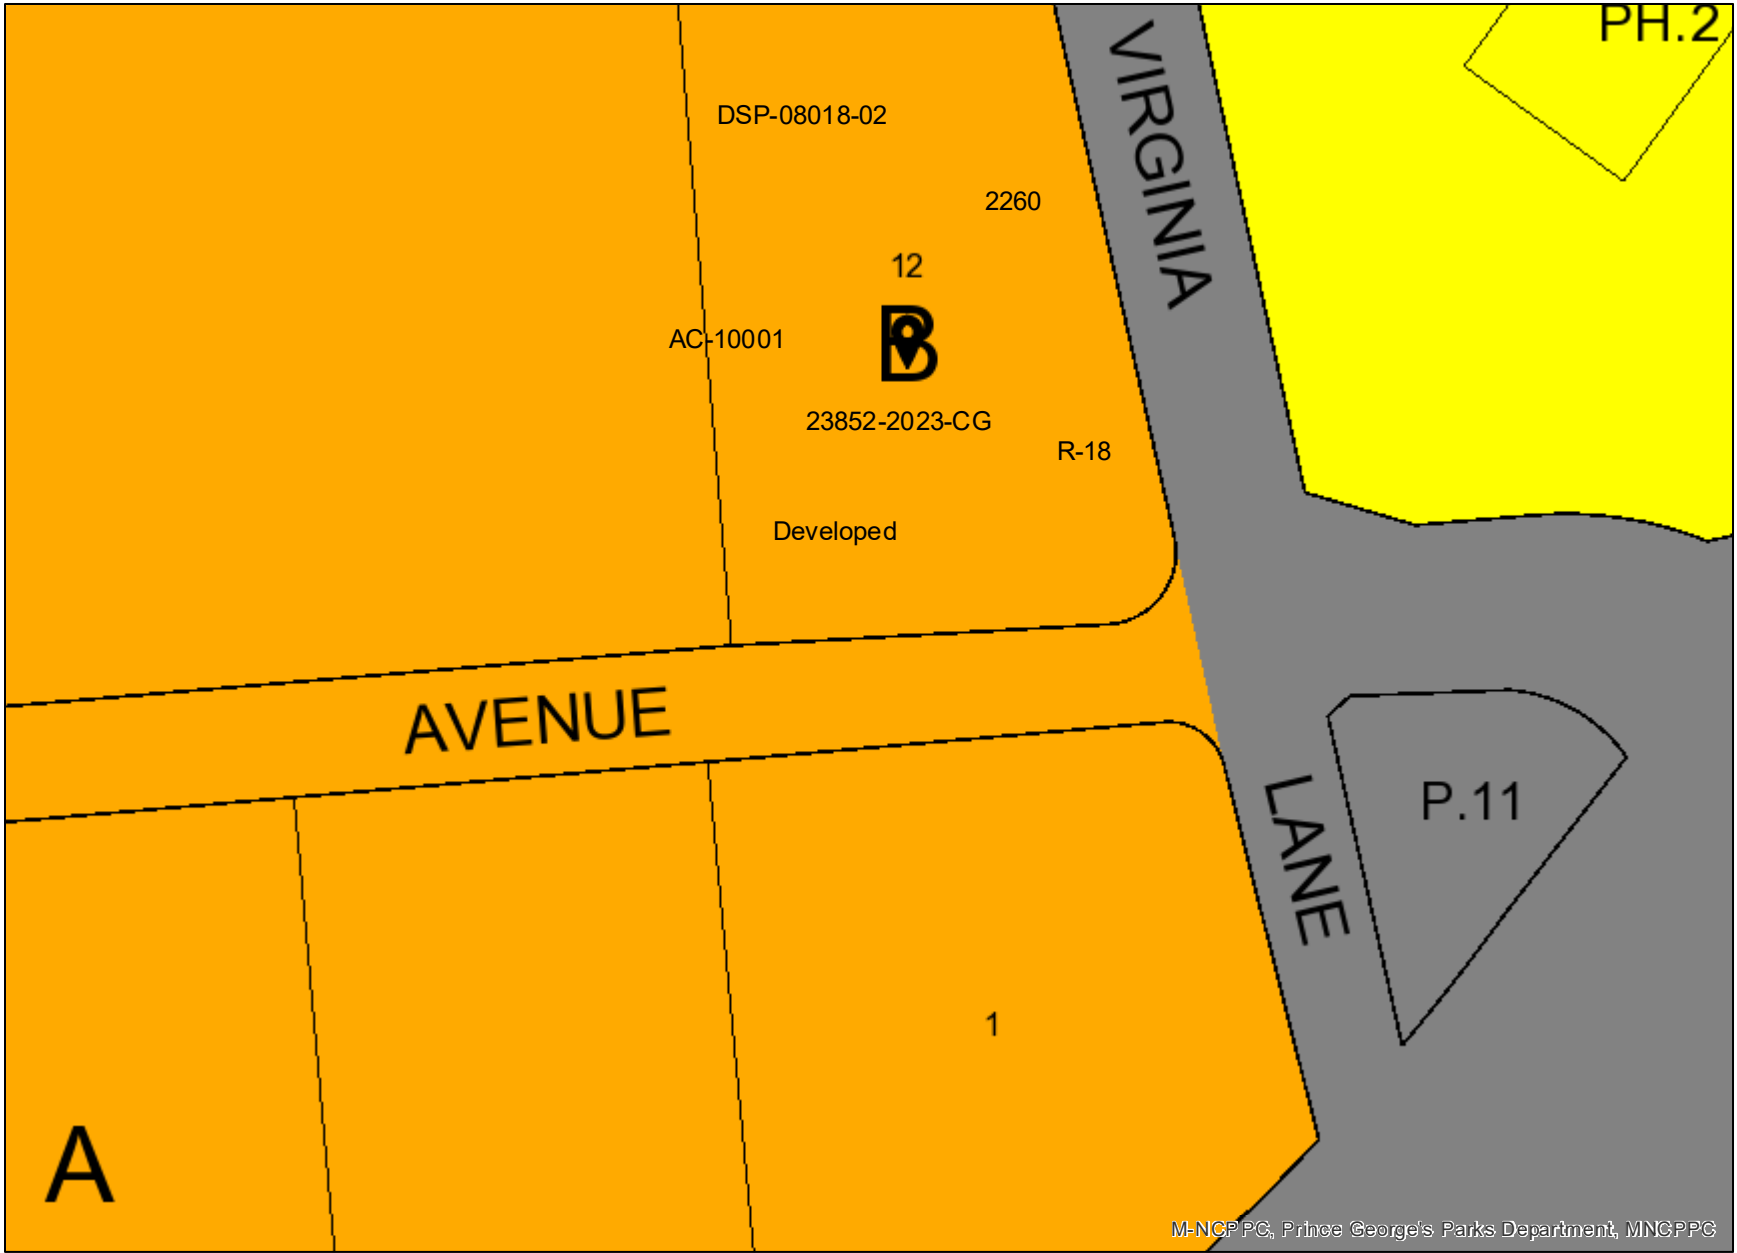 PH.2
VIRGINIA
DSP-08018-02
2260
12
AC-10001
B
23852-2023-CG
R-18
Developed
AVENUE
P.11
LANE
1
A
M-NCPPC, Prince George's Parks Department, MNCPPC